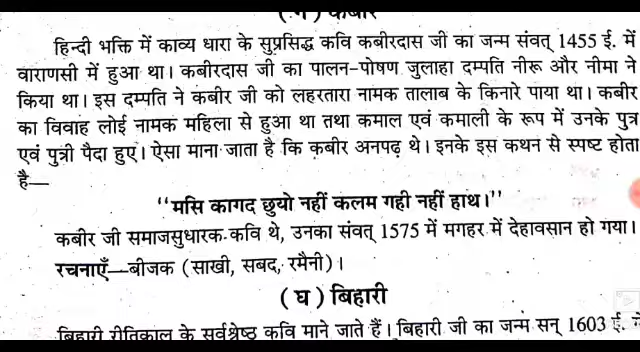 ( ग ) कबीर
हिन्दी भक्ति में काव्य धारा के सुप्रसिद्ध कवि कबीरदास जी का जन्म संवत् 1455 ई. में
वाराणसी में हुआ था। कबीरदास जी का पालन-पोषण जुलाहा दम्पति नीरू और नीमा ने
किया था। इस दम्पति ने कबीर जी को लहरतारा नामक तालाब के किनारे पाया था। कबीर
का विवाह लोई नामक महिला से हुआ था तथा कमाल एवं कमाली के रूप में उनके पुत्र
एवं पुत्री पैदा हुए। ऐसा माना जाता है कि कबीर अनपढ़ थे। इनके इस कथन से स्पष्ट होता
है—
‘‘मसि कागद छुयो नहीं कलम गही नहीं हाथ।’’
कबीर जी समाजसुधारक कवि थे, उनका संवत् 1575 में मगहर में देहावसान हो गया।
रचनाएँ—बीजक (साखी, सबद, रमैनी)।
( घ ) बिहारी
बिहारी रीतिकाल के सर्वश्रेष्ठ कवि माने जाते हैं। बिहारी जी का जन्म सन् 1603 ई. में